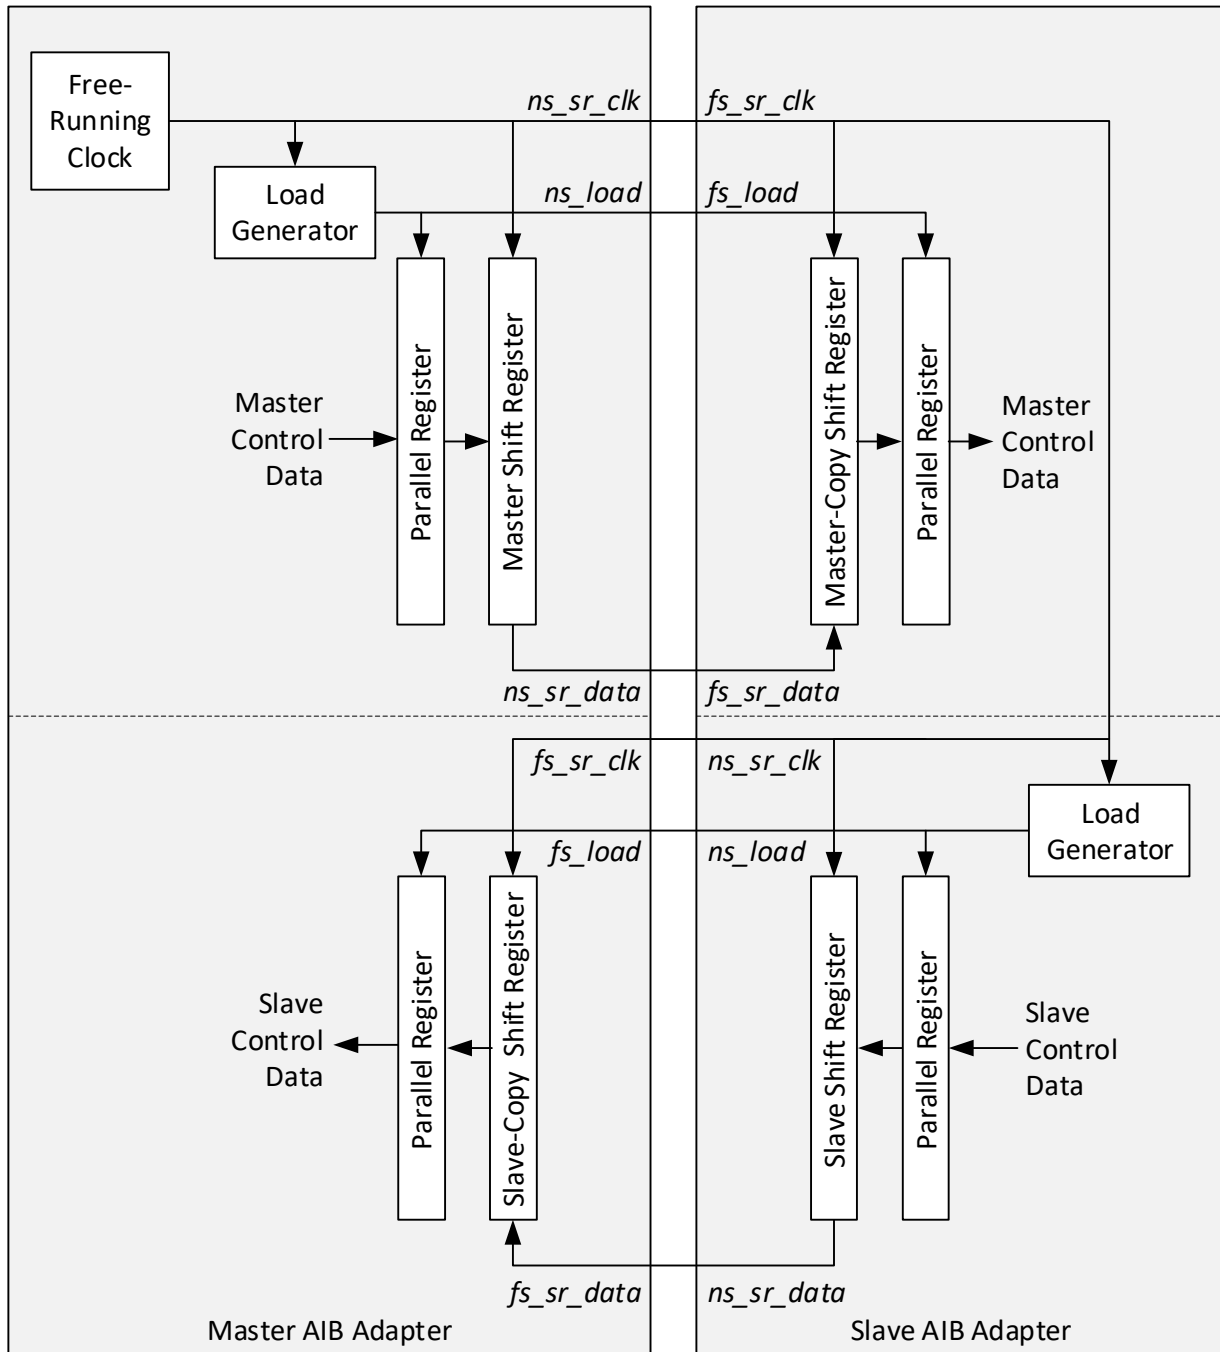 Free-
Running
Clock
ns_sr_clk
fs_sr_clk
Load
Generator
ns_load
fs_load
Master
Control
Data
Parallel Register
Master Shift Register
Master-Copy Shift Register
Parallel Register
Master
Control
Data
ns_sr_data
fs_sr_data
fs_sr_clk
ns_sr_clk
Load
Generator
fs_load
ns_load
Slave
Control
Data
Parallel Register
Slave-Copy Shift Register
Slave Shift Register
Parallel Register
Slave
Control
Data
fs_sr_data
ns_sr_data
Master AIB Adapter
Slave AIB Adapter